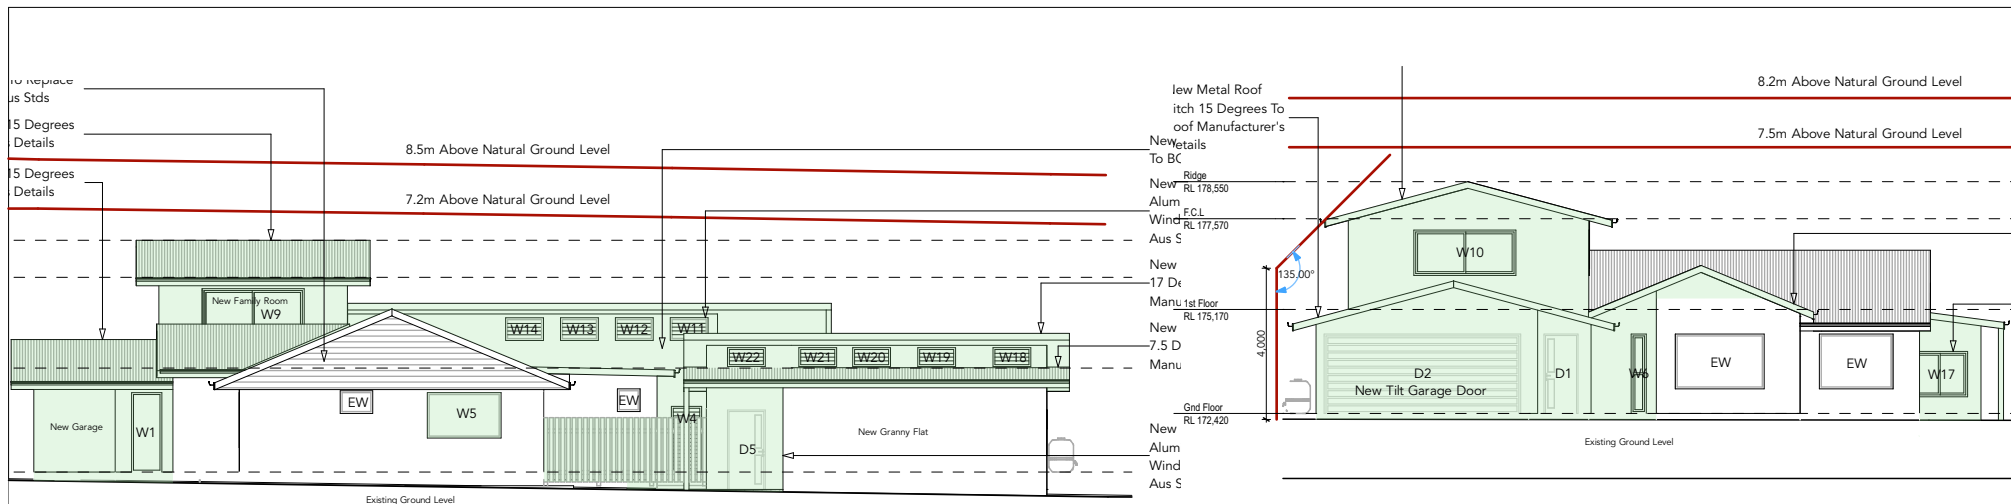 To Replace
us Stds
15 Degrees
Details
15 Degrees
Details
8.5m Above Natural Ground Level
7.2m Above Natural Ground Level
New Family Room
W9
W14
W13
W12
W11
W22
W21
W20
W19
W18
EW
W5
EW
W4
New Garage
W1
D5
New Granny Flat
Existing Ground Level
New
To BC
New
Alum
Wind
Aus S
New
17 De
Manu
New
7.5 D
Manu
New
Alum
Wind
Aus S
lew Metal Roof
itch 15 Degrees To
oof Manufacturer's
etails
8.2m Above Natural Ground Level
7.5m Above Natural Ground Level
Ridge
RL 178,550
F.C.L
RL 177,570
135.00°
1st Floor
RL 175,170
4,000
Gnd Floor
RL 172,420
W10
D2
New Tilt Garage Door
D1
W6
EW
EW
W17
Existing Ground Level